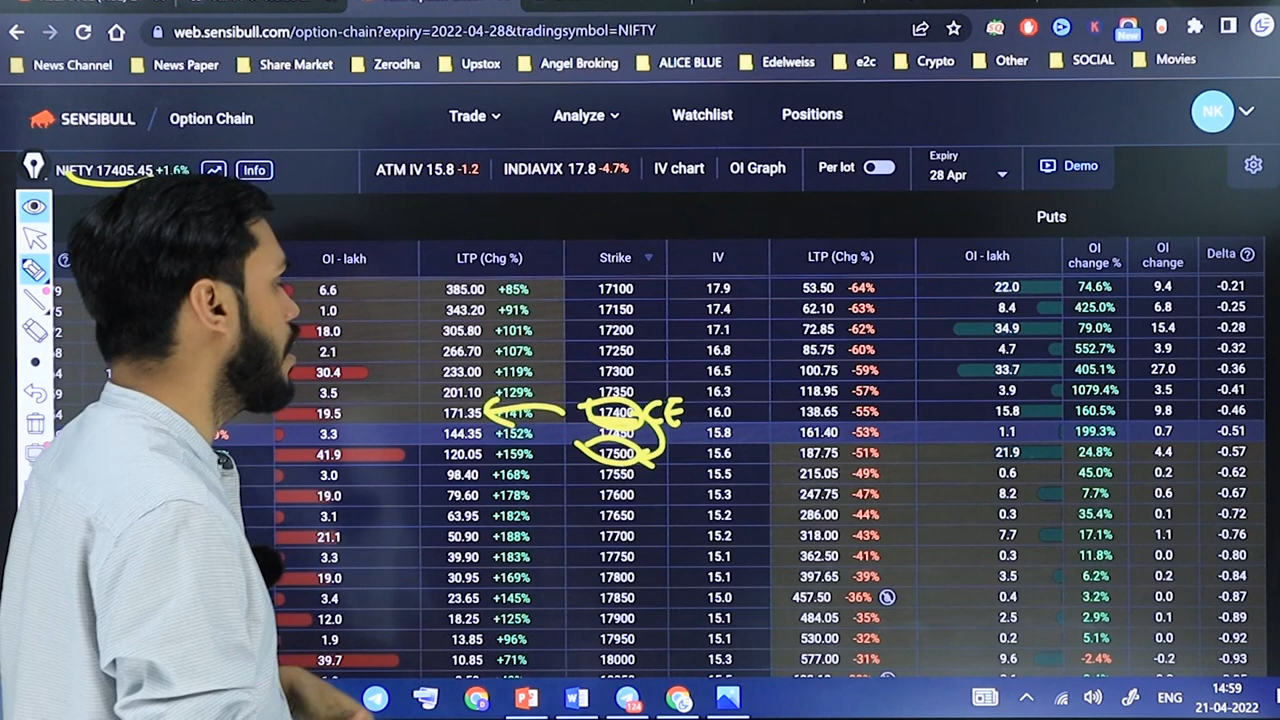 web.sensibull.com/option-chain?expiry=2022-04-28&tradingsymbol=NIFTY
News Channel News Paper Share Market Zerodha Upstox Angel Broking ALICE BLUE Edelweiss e2c Crypto Other SOCIAL Movies
New
SENSIBULL / Option Chain Trade Analyze Watchlist Positions NK
NIFTY 17405.45 +1.6% Info ATM IV 15.8 -1.2 INDIAVIX 17.8 -4.7% IV chart OI Graph Per lot Expiry 28 Apr Demo
Puts
OI - lakh LTP (Chg %) Strike IV LTP (Chg %) OI - lakh OI change % OI change Delta
6.6 385.00 +85% 17100 17.9 53.50 -64% 22.0 74.6% 9.4 -0.21
1.0 343.20 +91% 17150 17.4 62.10 -63% 8.4 425.0% 6.8 -0.25
18.0 305.80 +101% 17200 17.1 72.85 -62% 34.9 79.0% 15.4 -0.28
2.1 266.70 +107% 17250 16.8 85.75 -60% 4.7 552.7% 3.9 -0.32
30.4 233.00 +119% 17300 16.5 100.75 -59% 33.7 405.1% 27.0 -0.36
3.5 201.10 +129% 17350 16.3 118.95 -57% 3.9 1079.4% 3.5 -0.41
19.5 171.35 +141% 17400 CE 16.0 138.65 -55% 15.8 160.5% 9.8 -0.46
3.3 144.35 +152% 17450 15.8 161.40 -53% 1.1 199.3% 0.7 -0.51
41.9 120.05 +159% 17500 15.6 187.75 -51% 21.9 24.8% 4.4 -0.57
3.0 98.40 +168% 17550 15.5 215.05 -49% 0.6 45.0% 0.2 -0.62
19.0 79.60 +178% 17600 15.3 247.75 -47% 8.2 7.7% 0.6 -0.67
3.1 63.95 +182% 17650 15.2 286.00 -44% 0.3 35.4% 0.1 -0.72
21.1 50.90 +188% 17700 15.2 318.00 -43% 7.7 17.1% 1.1 -0.76
3.3 39.90 +183% 17750 15.1 362.50 -41% 0.3 11.8% 0.0 -0.80
19.0 30.95 +169% 17800 15.1 397.65 -39% 3.5 6.2% 0.2 -0.84
3.4 23.65 +145% 17850 15.0 457.50 -36% 0.4 3.2% 0.0 -0.87
12.0 18.25 +125% 17900 15.1 484.05 -35% 2.5 2.9% 0.1 -0.89
1.9 13.85 +96% 17950 15.1 530.00 -32% 0.2 5.1% 0.0 -0.92
39.7 10.85 +71% 18000 15.3 577.00 -31% 9.6 -2.4% -0.2 -0.93
124 ENG 14:59
21-04-2022